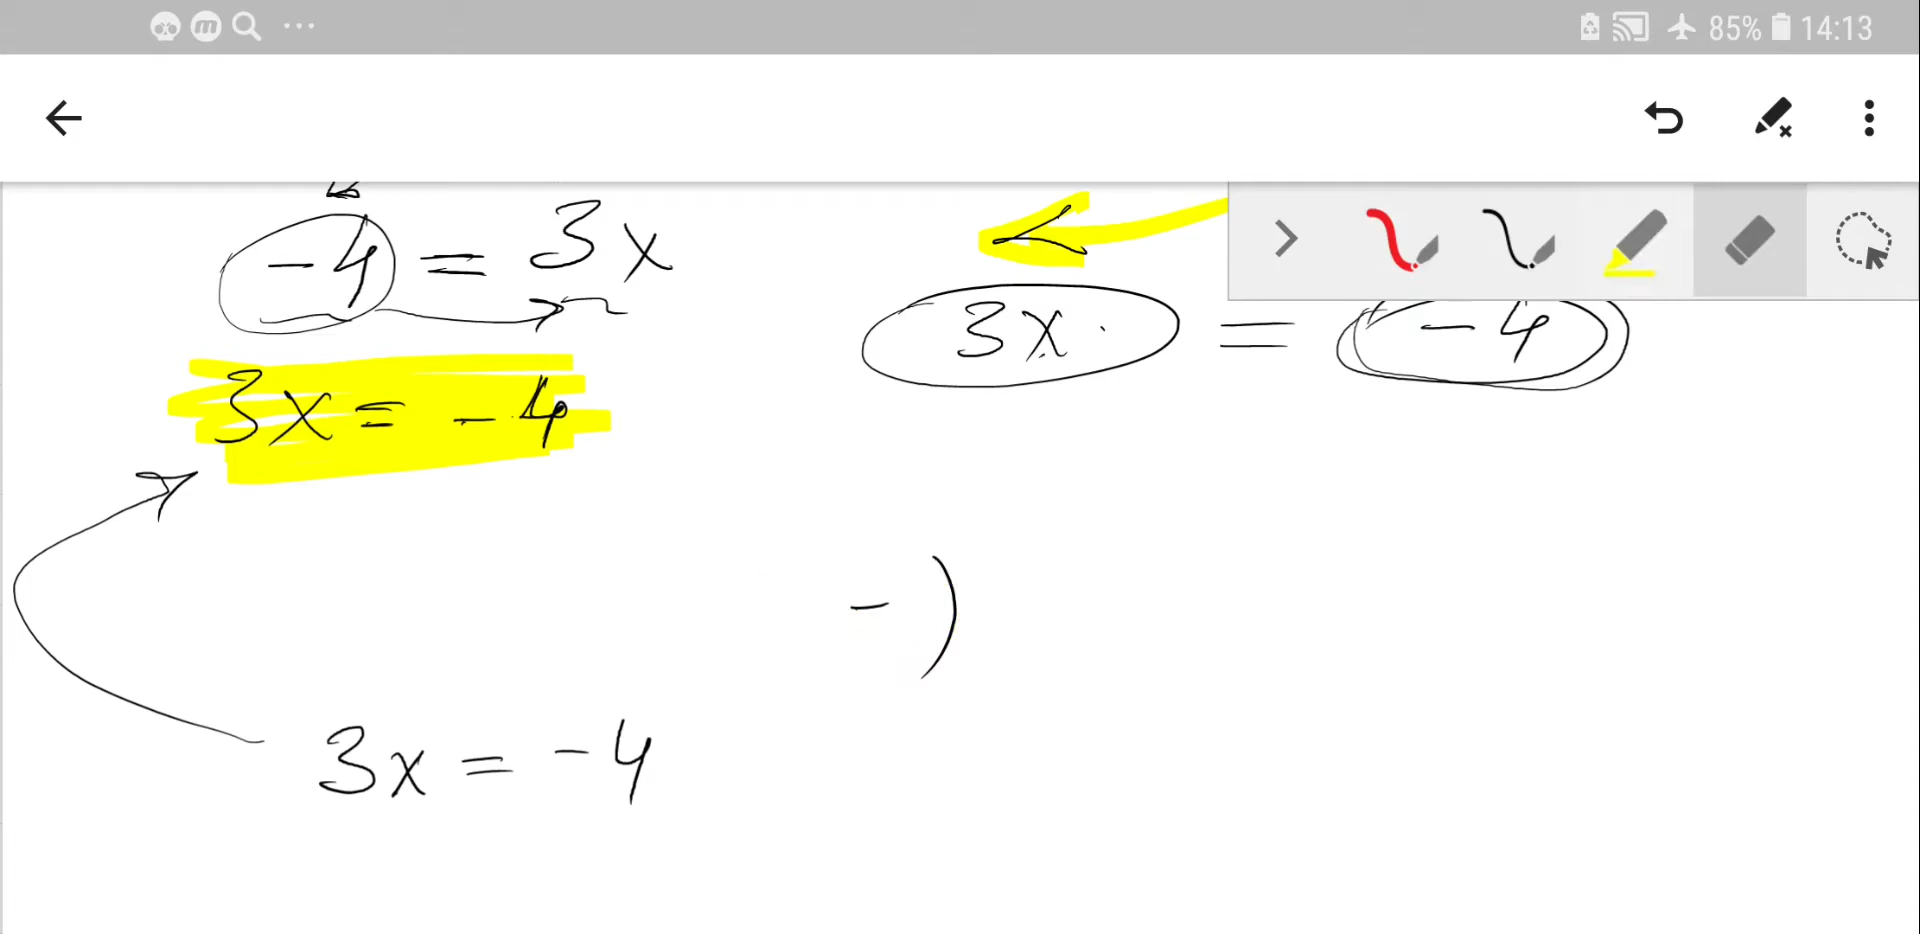 85% 14:13
-4 = 3x
3x = -4
3x = -4
-)
3x = -4